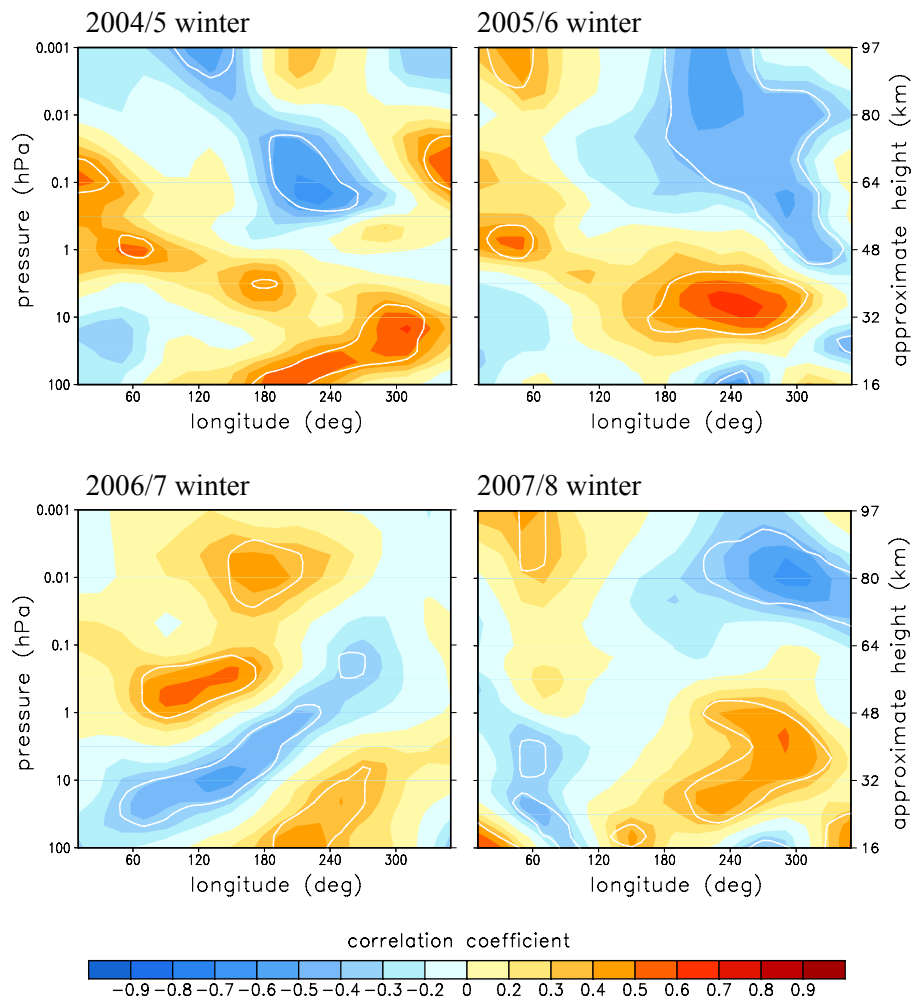 2004/5 winter
2005/6 winter
0.001
0.01
0.1
1
10
100
pressure (hPa)
60 120 180 240 300
longitude (deg)
60 120 180 240 300
longitude (deg)
97
80
64
48
32
16
approximate height (km)
2006/7 winter
2007/8 winter
0.001
0.01
0.1
1
10
100
pressure (hPa)
60 120 180 240 300
longitude (deg)
60 120 180 240 300
longitude (deg)
97
80
64
48
32
16
approximate height (km)
correlation coefficient
−0.9 −0.8 −0.7 −0.6 −0.5 −0.4 −0.3 −0.2 0 0.2 0.3 0.4 0.5 0.6 0.7 0.8 0.9